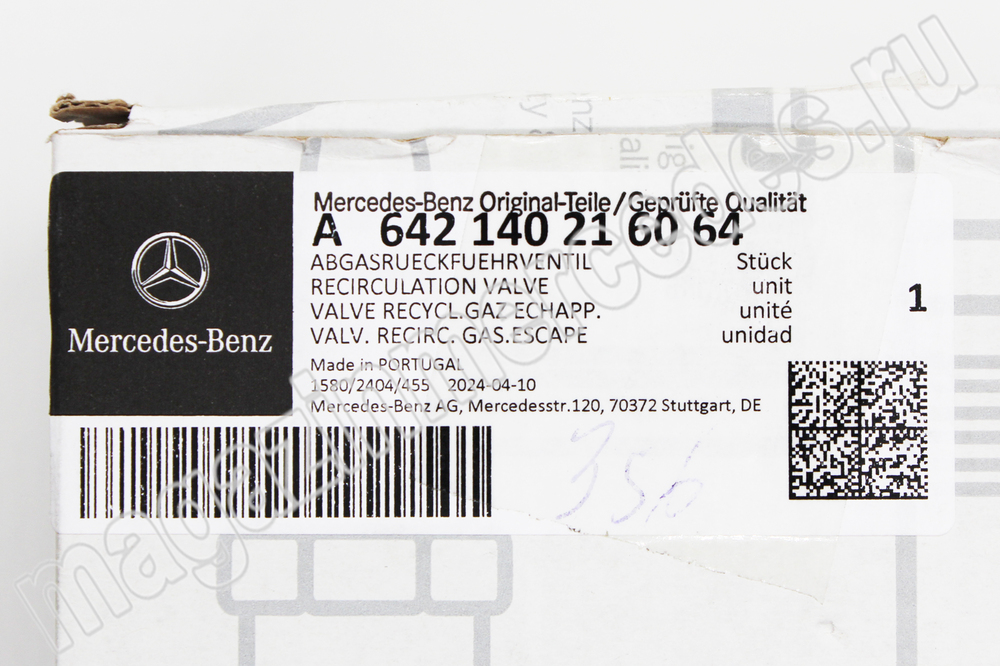 Mercedes-Benz Original-Teile/Geprüfte Qualität
A 642 140 21 60 64
ABGASRUECKFUEHRVENTIL Stück
RECIRCULATION VALVE unit
VALVE RECYCL.GAZ ECHAPP. unité
VALV. RECIRC. GAS.ESCAPE unidad
1
Made in PORTUGAL
1580/2404/455 2024-04-10
Mercedes-Benz AG, Mercedesstr.120, 70372 Stuttgart, DE
Mercedes-Benz
magazinmercedes.ru